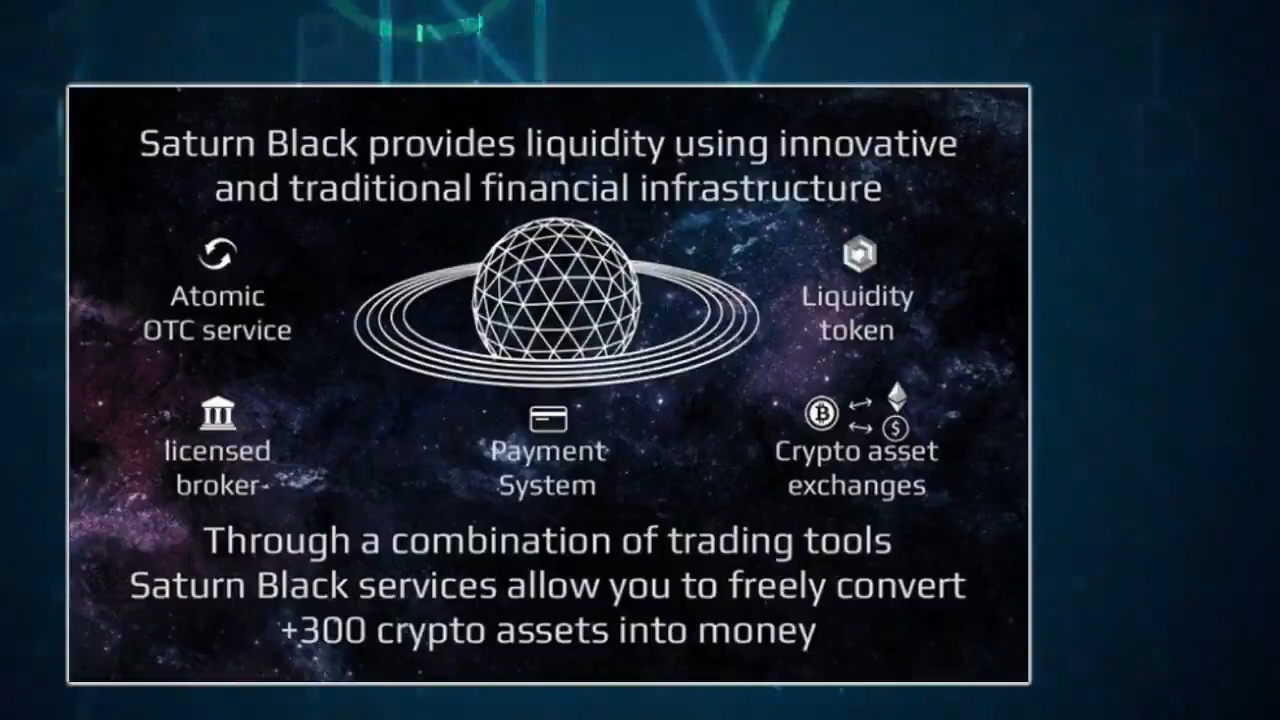 Saturn Black provides liquidity using innovative
and traditional financial infrastructure
Atomic
OTC service
Liquidity
token
licensed
broker
Payment
System
Crypto asset
exchanges
Through a combination of trading tools
Saturn Black services allow you to freely convert
+300 crypto assets into money